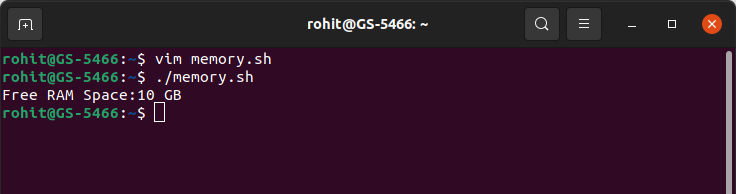 rohit@GS-5466: ~
rohit@GS-5466:~$ vim memory.sh
rohit@GS-5466:~$ ./memory.sh
Free RAM Space:10 GB
rohit@GS-5466:~$